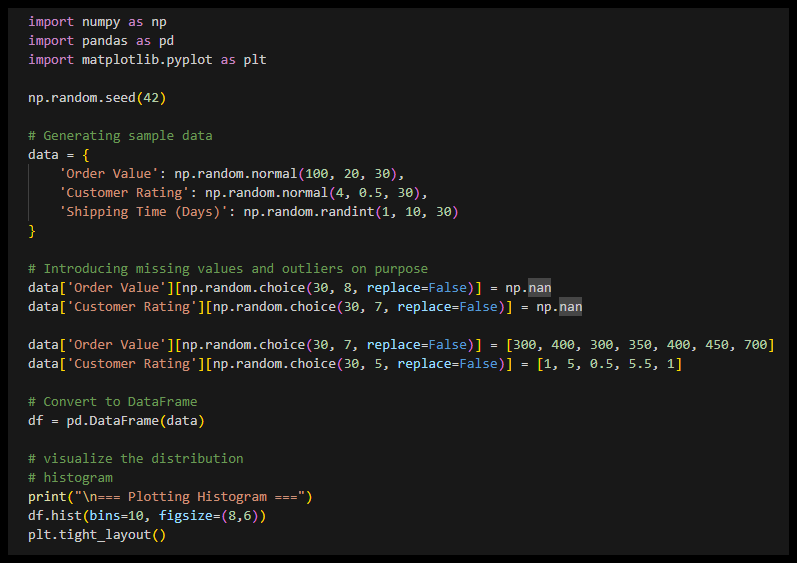 import numpy as np
import pandas as pd
import matplotlib.pyplot as plt
np.random.seed(42)
# Generating sample data
data = {
    'Order Value': np.random.normal(100, 20, 30),
    'Customer Rating': np.random.normal(4, 0.5, 30),
    'Shipping Time (Days)': np.random.randint(1, 10, 30)
}
# Introducing missing values and outliers on purpose
data['Order Value'][np.random.choice(30, 8, replace=False)] = np.nan
data['Customer Rating'][np.random.choice(30, 7, replace=False)] = np.nan
data['Order Value'][np.random.choice(30, 7, replace=False)] = [300, 400, 300, 350, 400, 450, 700]
data['Customer Rating'][np.random.choice(30, 5, replace=False)] = [1, 5, 0.5, 5.5, 1]
# Convert to DataFrame
df = pd.DataFrame(data)
# visualize the distribution
# histogram
print("\n=== Plotting Histogram ===")
df.hist(bins=10, figsize=(8,6))
plt.tight_layout()